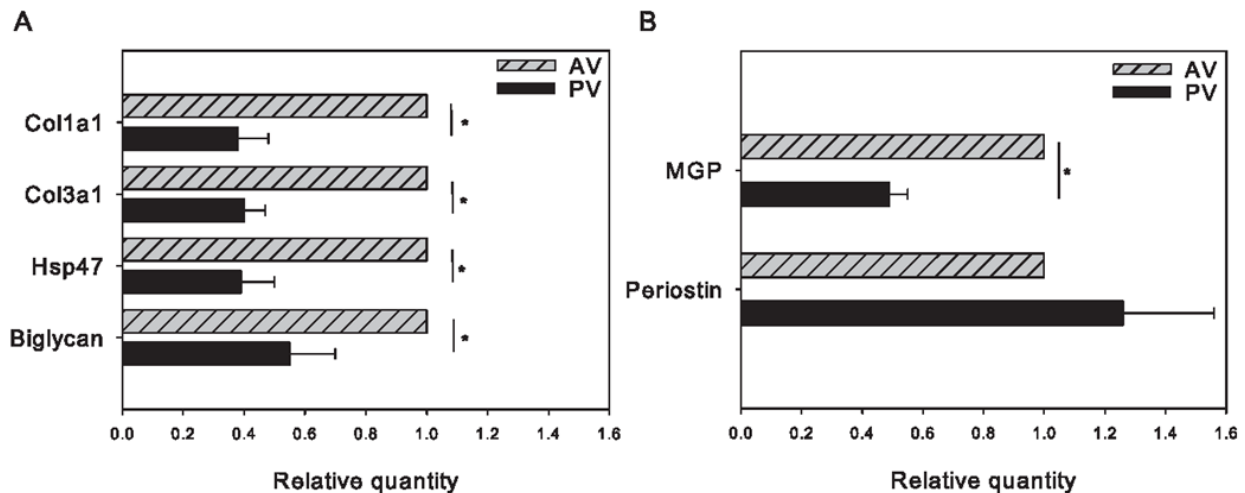 A
AV
PV
Col1a1
*
Col3a1
*
Hsp47
*
Biglycan
*
0.0 0.2 0.4 0.6 0.8 1.0 1.2 1.4 1.6
Relative quantity
B
AV
PV
MGP
*
Periostin
0.0 0.2 0.4 0.6 0.8 1.0 1.2 1.4 1.6
Relative quantity